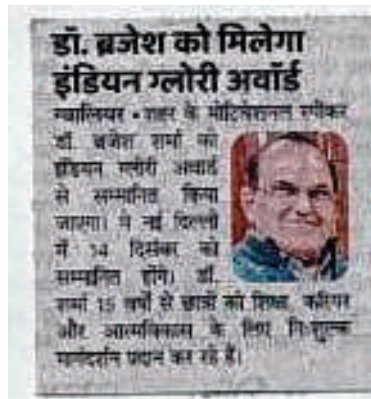 डॉ. ब्रजेश को मिलेगा
इंडियन ग्लोरी अवॉर्ड
ग्वालियर • शहर के मोटिवेशनल स्पीकर
डॉ. ब्रजेश शर्मा को
इंडियन ग्लोरी अवार्ड
से सम्मानित किया
जाएगा। ये नई दिल्ली
में 14 दिसंबर को
सम्मानित होंगे। डॉ.
शर्मा 15 वर्षों से छात्रों को शिक्षा, करियर
और आत्मविकास के लिए निःशुल्क
मार्गदर्शन प्रदान कर रहे हैं।